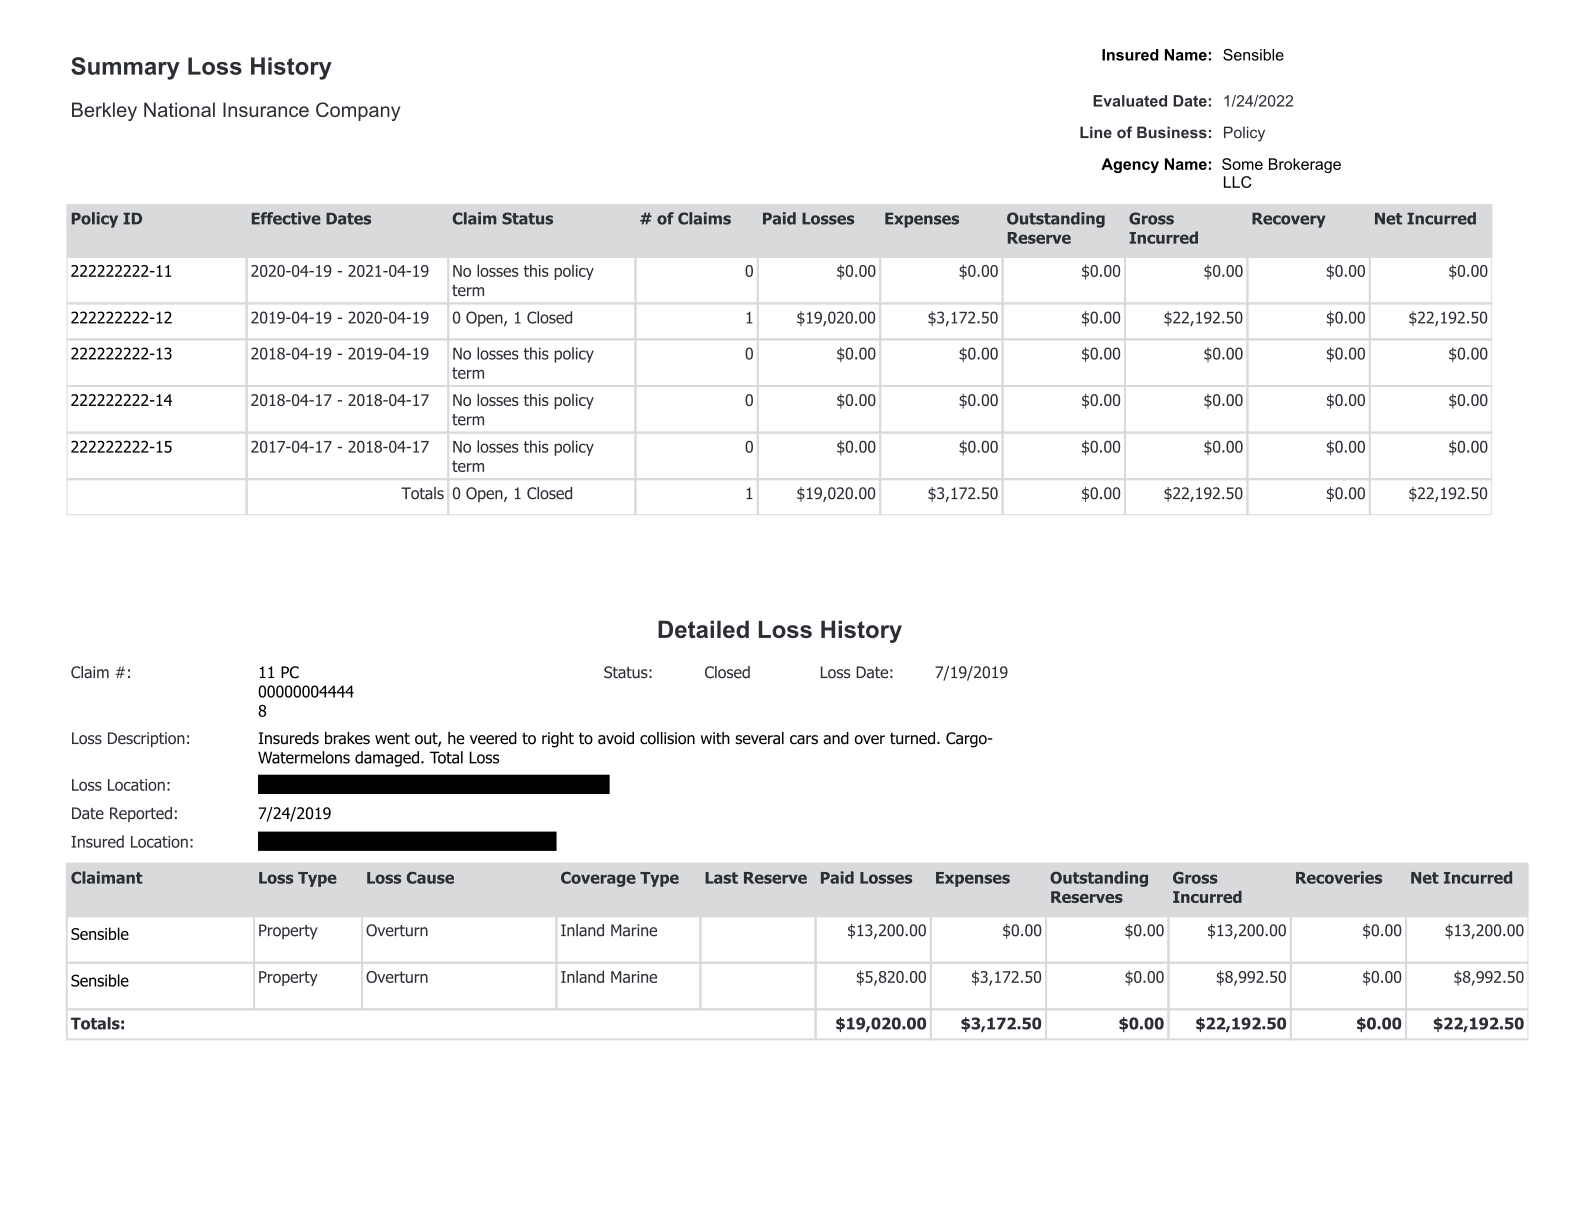 Summary Loss History
Berkley National Insurance Company
Insured Name: Sensible
Evaluated Date: 1/24/2022
Line of Business: Policy
Agency Name: Some Brokerage
LLC
Policy ID Effective Dates Claim Status # of Claims Paid Losses Expenses Outstanding Gross Recovery Net Incurred
Reserve Incurred
222222222-11 2020-04-19 - 2021-04-19 No losses this policy 0 $0.00 $0.00 $0.00 $0.00 $0.00 $0.00
term
222222222-12 2019-04-19 - 2020-04-19 0 Open, 1 Closed 1 $19,020.00 $3,172.50 $0.00 $22,192.50 $0.00 $22,192.50
222222222-13 2018-04-19 - 2019-04-19 No losses this policy 0 $0.00 $0.00 $0.00 $0.00 $0.00 $0.00
term
222222222-14 2018-04-17 - 2018-04-17 No losses this policy 0 $0.00 $0.00 $0.00 $0.00 $0.00 $0.00
term
222222222-15 2017-04-17 - 2018-04-17 No losses this policy 0 $0.00 $0.00 $0.00 $0.00 $0.00 $0.00
term
Totals 0 Open, 1 Closed 1 $19,020.00 $3,172.50 $0.00 $22,192.50 $0.00 $22,192.50
Detailed Loss History
Claim #: 11 PC Status: Closed Loss Date: 7/19/2019
00000004444
8
Loss Description: Insureds brakes went out, he veered to right to avoid collision with several cars and over turned. Cargo-
Watermelons damaged. Total Loss
Loss Location:
Date Reported: 7/24/2019
Insured Location:
Claimant Loss Type Loss Cause Coverage Type Last Reserve Paid Losses Expenses Outstanding Gross Recoveries Net Incurred
Reserves Incurred
Sensible Property Overturn Inland Marine $13,200.00 $0.00 $0.00 $13,200.00 $0.00 $13,200.00
Sensible Property Overturn Inland Marine $5,820.00 $3,172.50 $0.00 $8,992.50 $0.00 $8,992.50
Totals: $19,020.00 $3,172.50 $0.00 $22,192.50 $0.00 $22,192.50